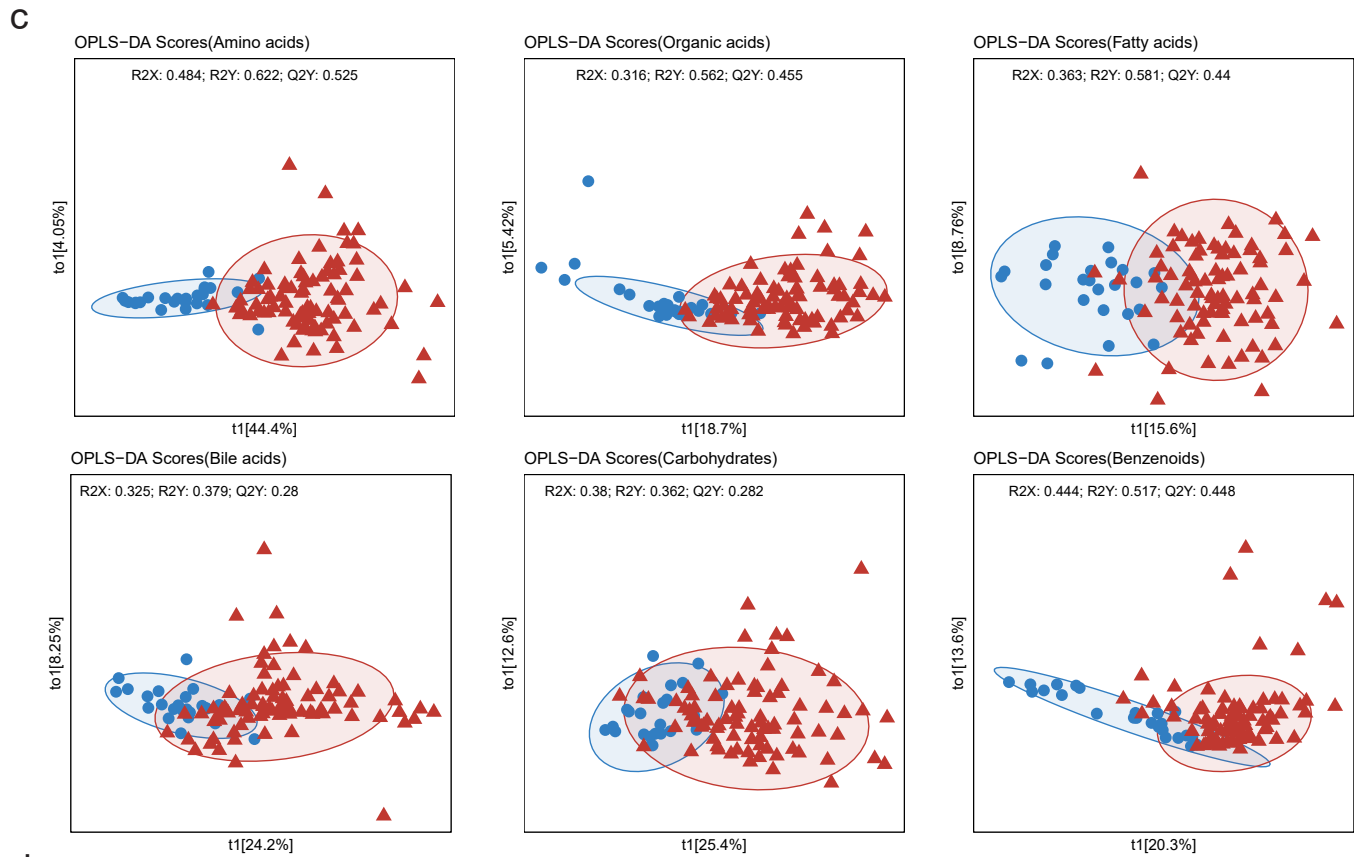 C
OPLS−DA Scores(Amino acids)
R2X: 0.484; R2Y: 0.622; Q2Y: 0.525
to1[4.05%]
t1[44.4%]
OPLS−DA Scores(Organic acids)
R2X: 0.316; R2Y: 0.562; Q2Y: 0.455
to1[5.42%]
t1[18.7%]
OPLS−DA Scores(Fatty acids)
R2X: 0.363; R2Y: 0.581; Q2Y: 0.44
to1[8.76%]
t1[15.6%]
OPLS−DA Scores(Bile acids)
R2X: 0.325; R2Y: 0.379; Q2Y: 0.28
to1[8.25%]
t1[24.2%]
OPLS−DA Scores(Carbohydrates)
R2X: 0.38; R2Y: 0.362; Q2Y: 0.282
to1[12.6%]
t1[25.4%]
OPLS−DA Scores(Benzenoids)
R2X: 0.444; R2Y: 0.517; Q2Y: 0.448
to1[13.6%]
t1[20.3%]